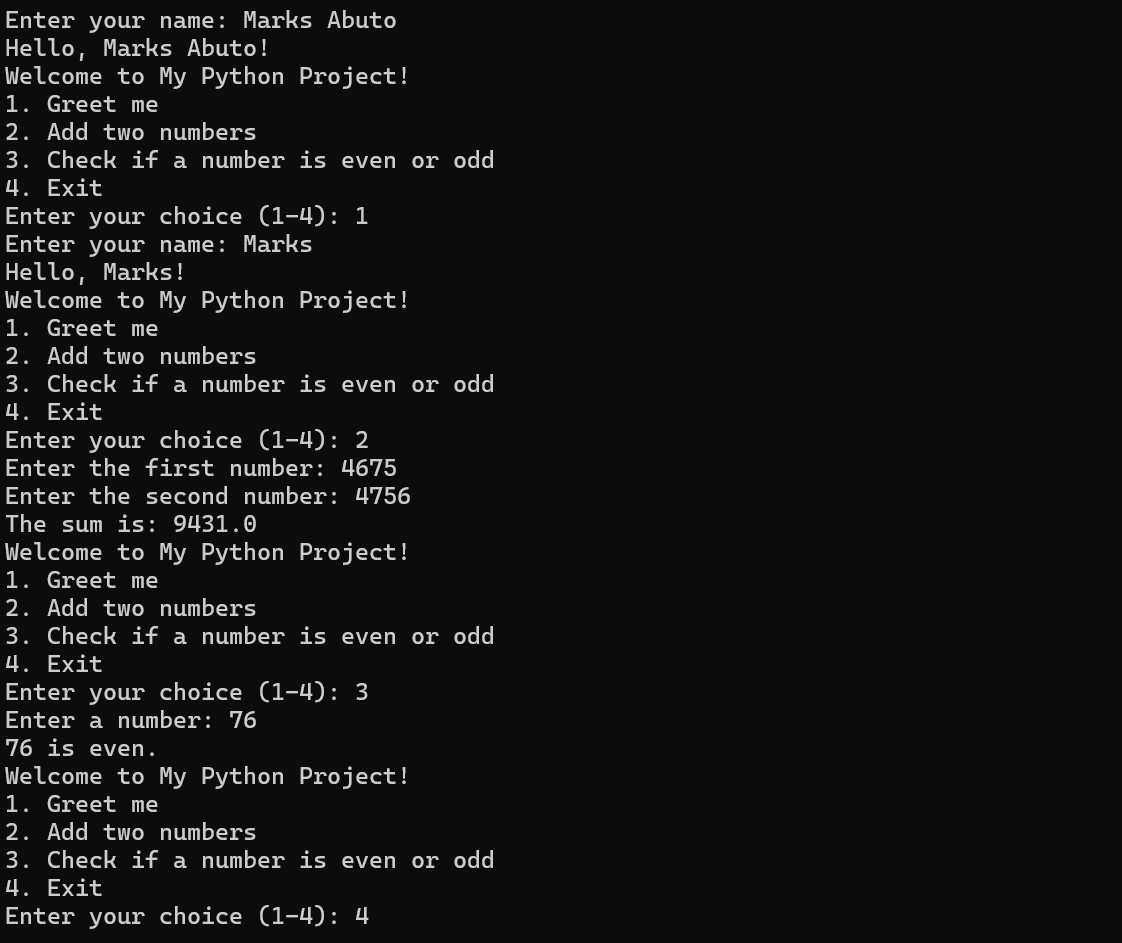 Enter your name: Marks Abuto
Hello, Marks Abuto!
Welcome to My Python Project!
1. Greet me
2. Add two numbers
3. Check if a number is even or odd
4. Exit
Enter your choice (1-4): 1
Enter your name: Marks
Hello, Marks!
Welcome to My Python Project!
1. Greet me
2. Add two numbers
3. Check if a number is even or odd
4. Exit
Enter your choice (1-4): 2
Enter the first number: 4675
Enter the second number: 4756
The sum is: 9431.0
Welcome to My Python Project!
1. Greet me
2. Add two numbers
3. Check if a number is even or odd
4. Exit
Enter your choice (1-4): 3
Enter a number: 76
76 is even.
Welcome to My Python Project!
1. Greet me
2. Add two numbers
3. Check if a number is even or odd
4. Exit
Enter your choice (1-4): 4